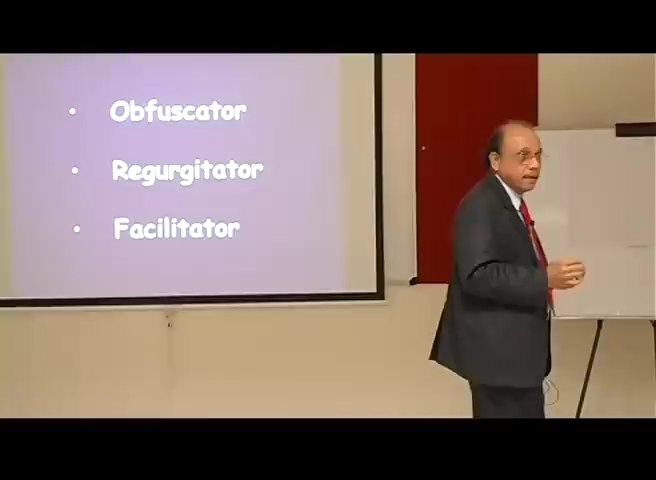 • Obfuscator
• Regurgitator
• Facilitator